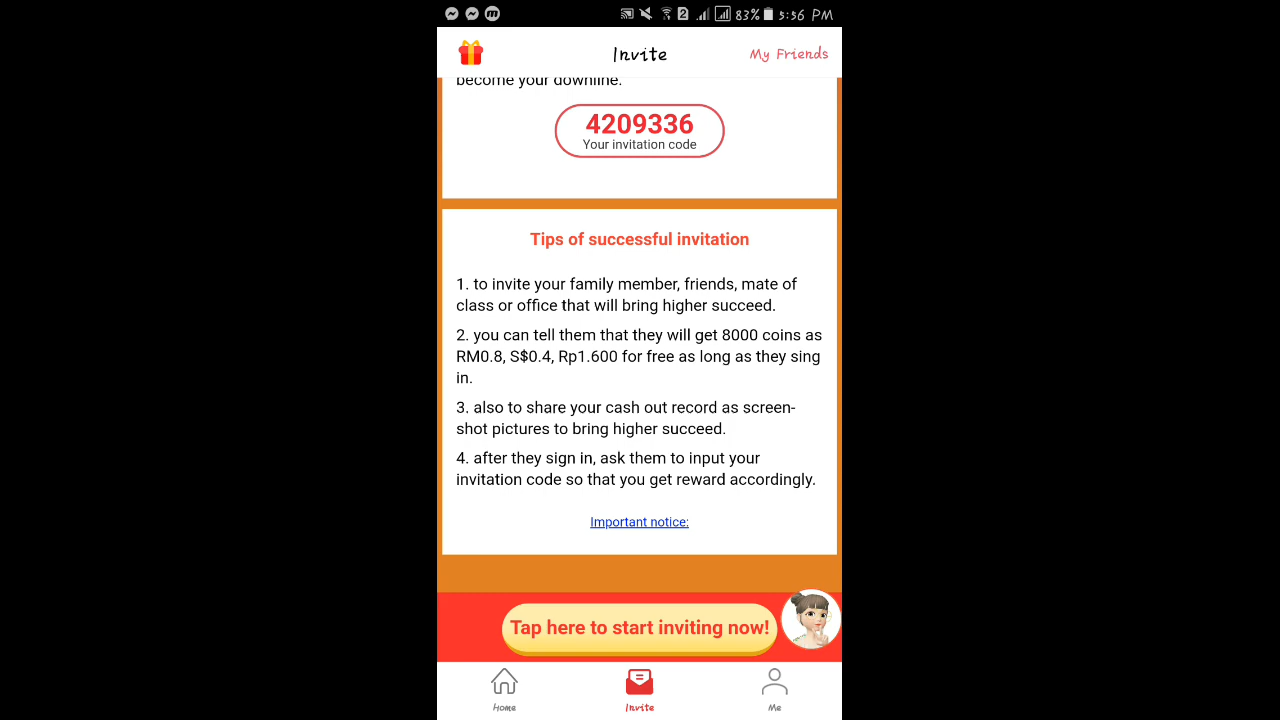 83% 5:56 PM
Invite
My Friends
become your downline.
4209336
Your invitation code
Tips of successful invitation
1. to invite your family member, friends, mate of
class or office that will bring higher succeed.
2. you can tell them that they will get 8000 coins as
RM0.8, S$0.4, Rp1.600 for free as long as they sing
in.
3. also to share your cash out record as screen-
shot pictures to bring higher succeed.
4. after they sign in, ask them to input your
invitation code so that you get reward accordingly.
Important notice:
Tap here to start inviting now!
Home
Invite
Me